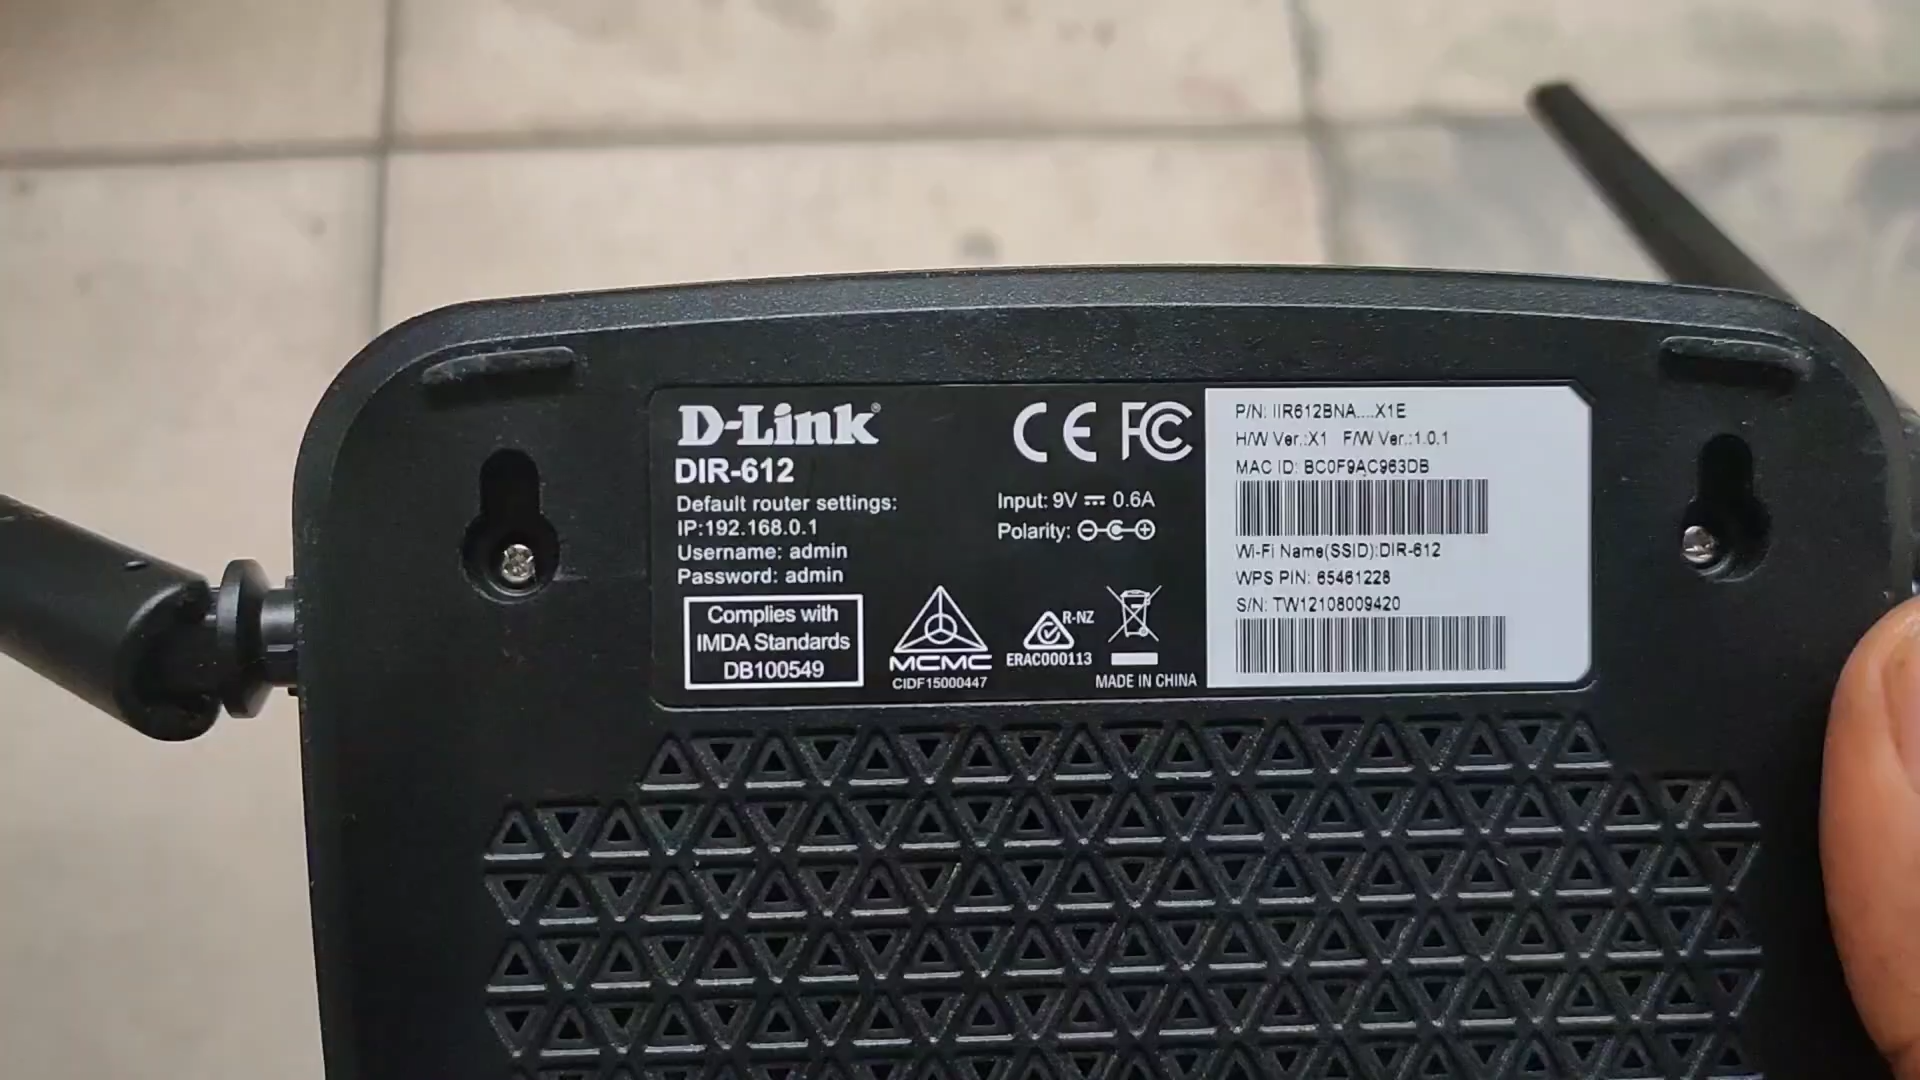 D-Link®
DIR-612
Default router settings:
IP:192.168.0.1
Username: admin
Password: admin
Complies with
IMDA Standards
DB100549
CE FC
Input: 9V 0.6A
Polarity:
MCMC
CIDF15000447
R-NZ
ERAC000113
MADE IN CHINA
P/N: IIR612BNA....X1E
H/W Ver.:X1 F/W Ver.:1.0.1
MAC ID: BC0F9AC963DB
Wi-Fi Name(SSID):DIR-612
WPS PIN: 65461228
S/N: TW12108009420